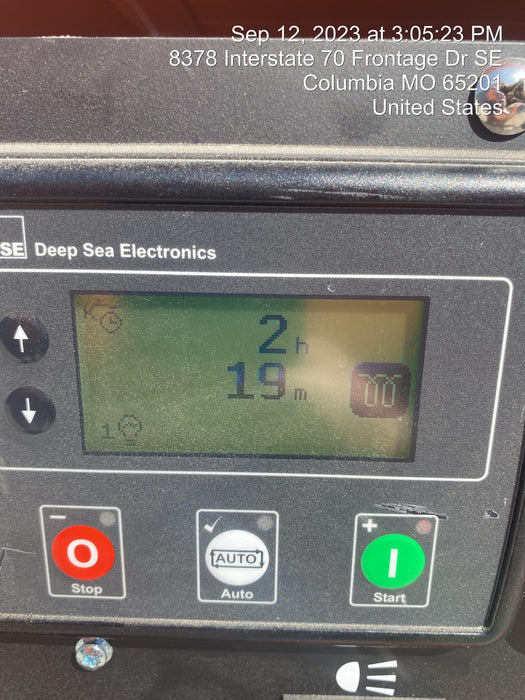 Sep 12, 2023 at 3:05:23 PM
8378 Interstate 70 Frontage Dr SE
Columbia MO 65201
United States
SE Deep Sea Electronics
2 h
19 m
1
− O Stop
AUTO
Auto
+ I Start